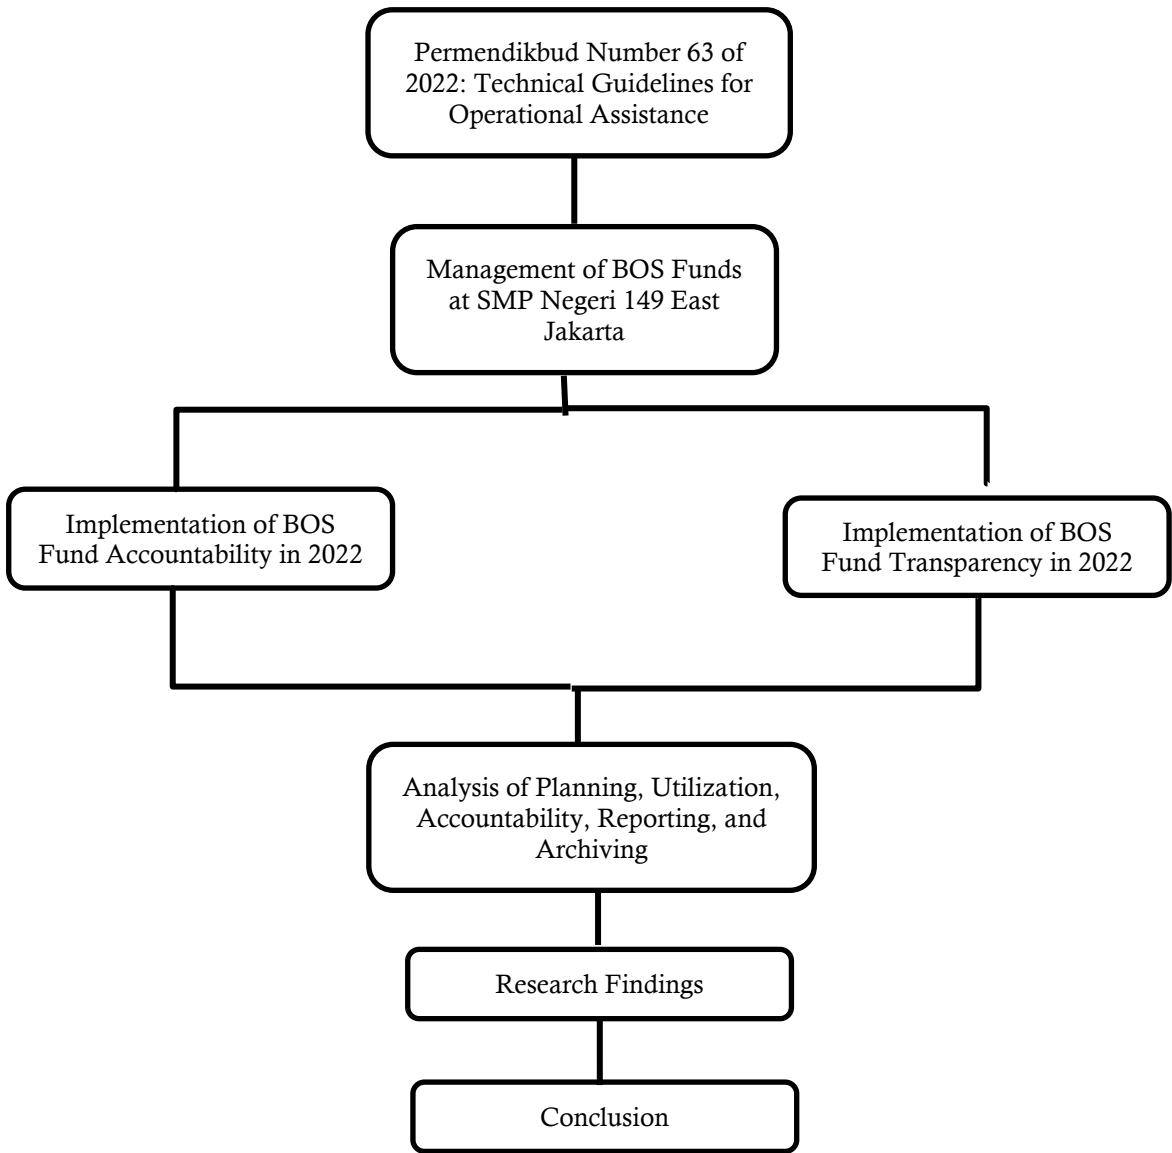 Permendikbud Number 63 of
2022: Technical Guidelines for
Operational Assistance
Management of BOS Funds
at SMP Negeri 149 East
Jakarta
Implementation of BOS
Fund Accountability in 2022
Implementation of BOS
Fund Transparency in 2022
Analysis of Planning, Utilization,
Accountability, Reporting, and
Archiving
Research Findings
Conclusion